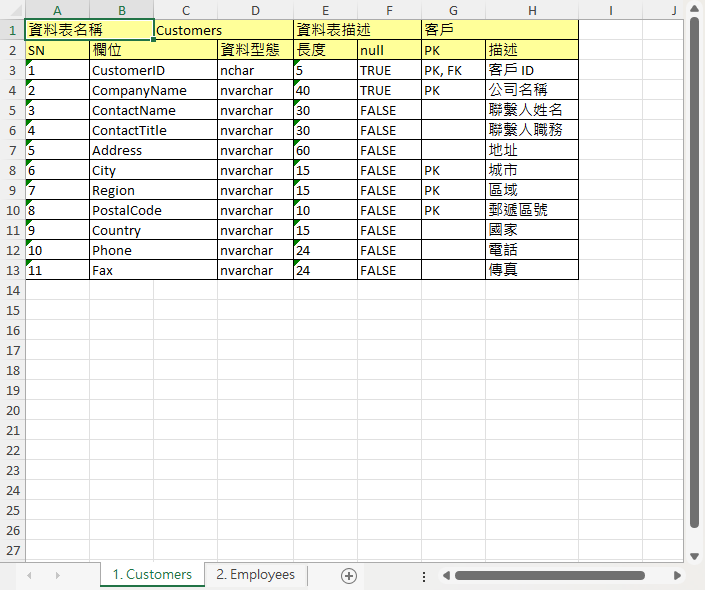 A B C D E F G H I J
1 資料表名稱 Customers 資料表描述 客戶
2 SN 欄位 資料型態 長度 null PK 描述
3 1 CustomerID nchar 5 TRUE PK, FK 客戶 ID
4 2 CompanyName nvarchar 40 TRUE PK 公司名稱
5 3 ContactName nvarchar 30 FALSE 聯繫人姓名
6 4 ContactTitle nvarchar 30 FALSE 聯繫人職務
7 5 Address nvarchar 60 FALSE 地址
8 6 City nvarchar 15 FALSE PK 城市
9 7 Region nvarchar 15 FALSE PK 區域
10 8 PostalCode nvarchar 10 FALSE PK 郵遞區號
11 9 Country nvarchar 15 FALSE 國家
12 10 Phone nvarchar 24 FALSE 電話
13 11 Fax nvarchar 24 FALSE 傳真
14
15
16
17
18
19
20
21
22
23
24
25
26
27
1. Customers 2. Employees